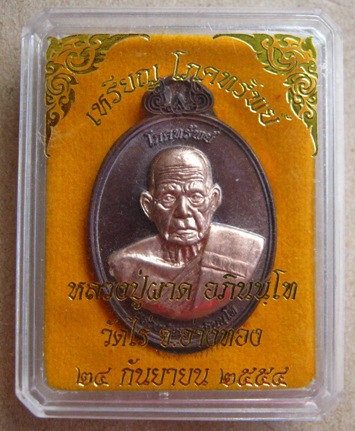 เหรียญ โภคทรัพย์
โภคทรัพย์
หลวงปู่ผาด อภินนฺโท
วัดไร่ จ.อ่างทอง
๒๔ กันยายน ๒๕๕๔